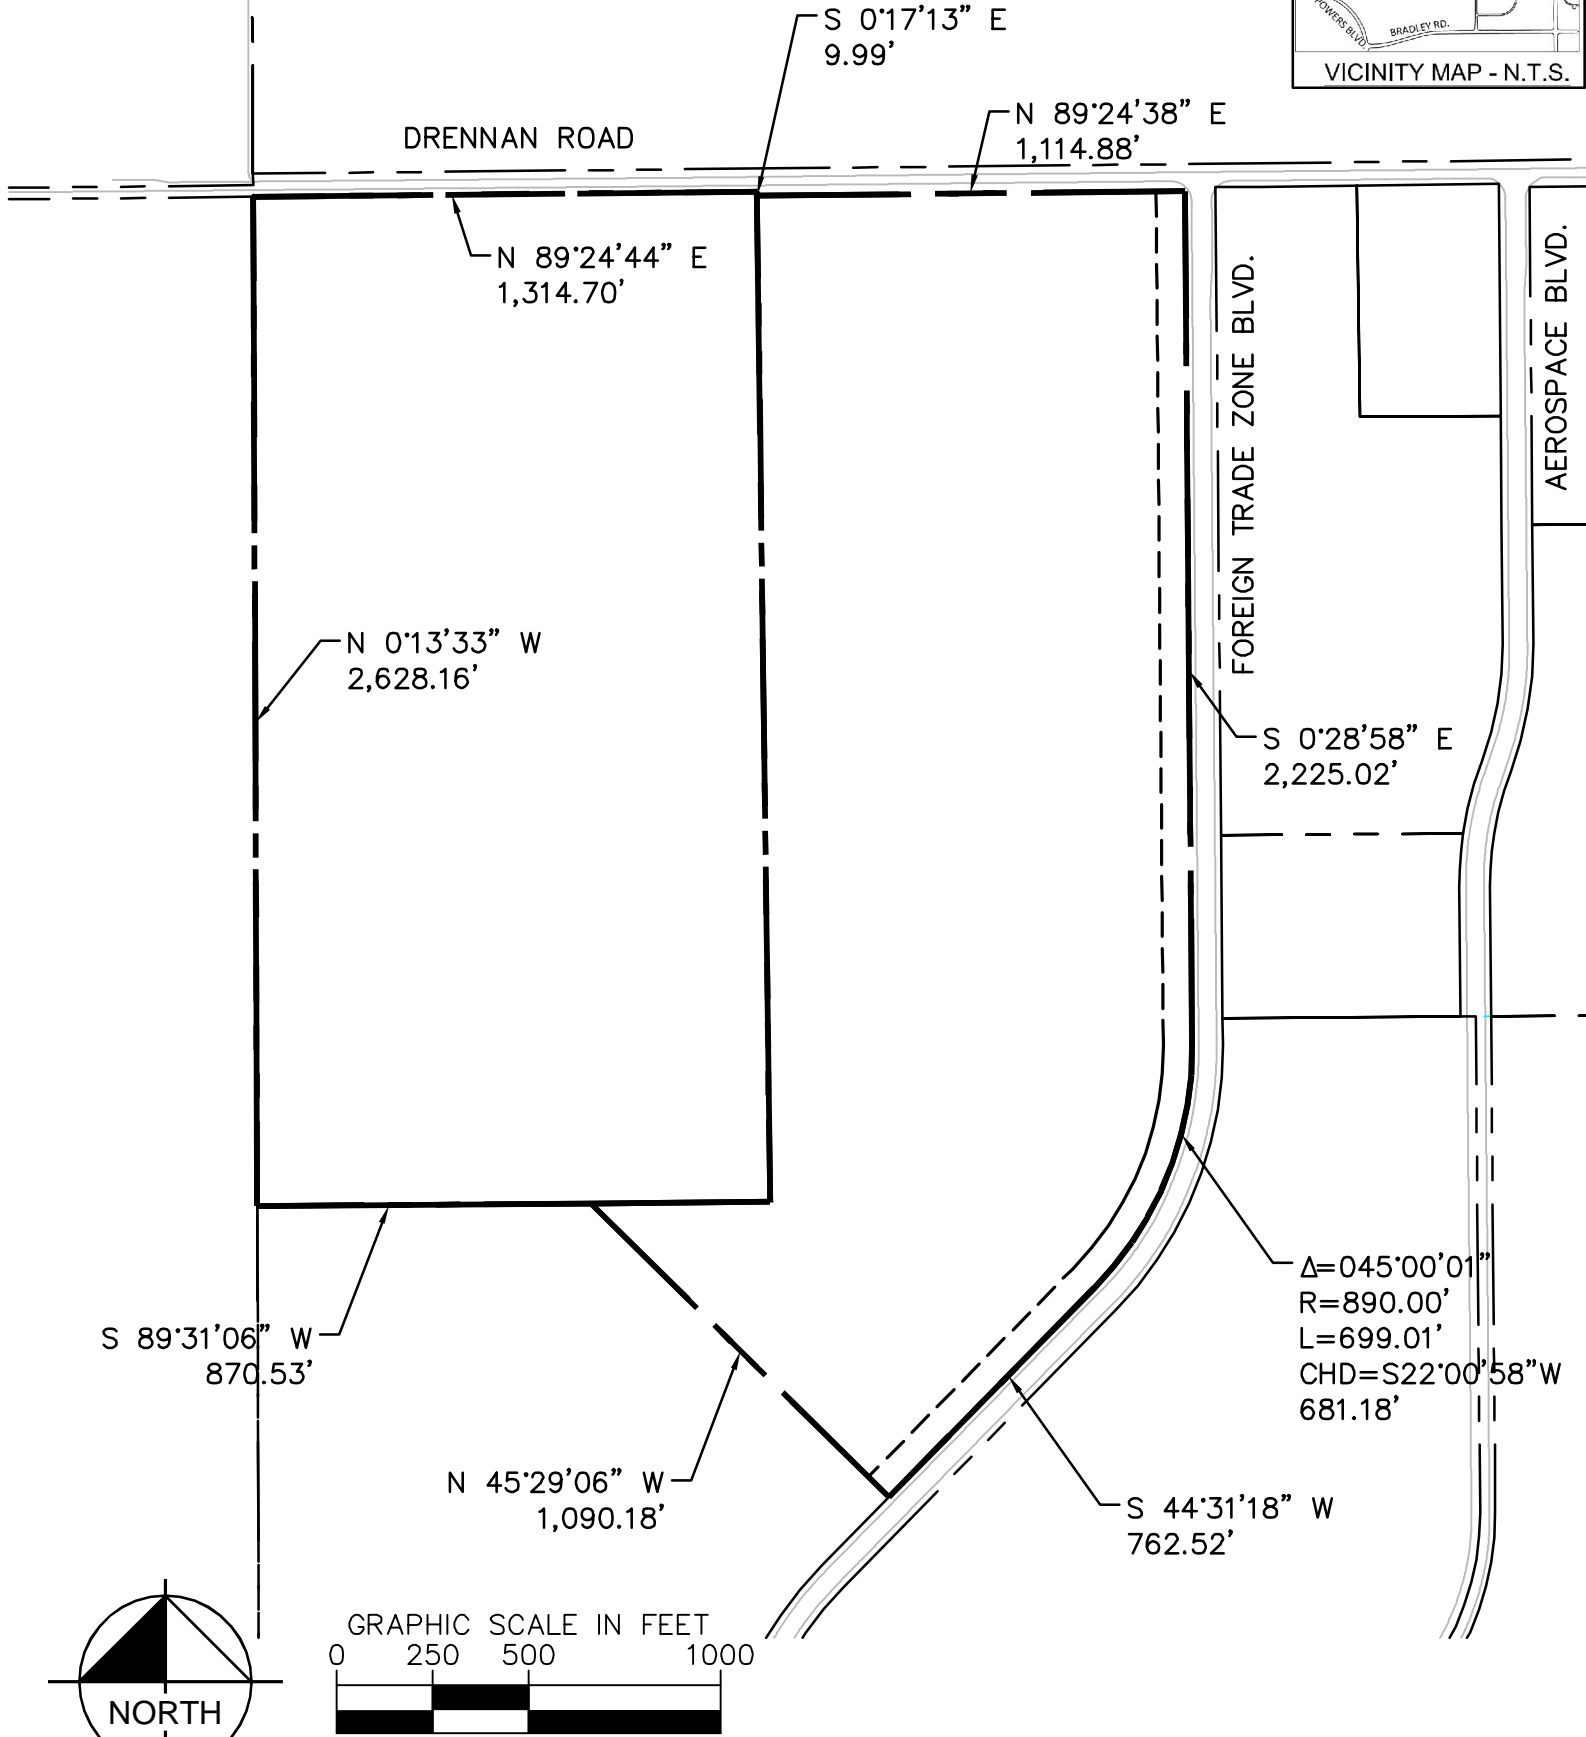 S 0°17'13" E
9.99'
POWERS BLVD.
BRADLEY RD.
VICINITY MAP - N.T.S.
DRENNAN ROAD
N 89°24'38" E
1,114.88'
N 89°24'44" E
1,314.70'
FOREIGN TRADE ZONE BLVD.
AEROSPACE BLVD.
N 0°13'33" W
2,628.16'
S 0°28'58" E
2,225.02'
Δ=045°00'01"
R=890.00'
L=699.01'
CHD=S22°00'58"W
681.18'
S 89°31'06" W
870.53'
N 45°29'06" W
1,090.18'
S 44°31'18" W
762.52'
NORTH
GRAPHIC SCALE IN FEET
0 250 500 1000